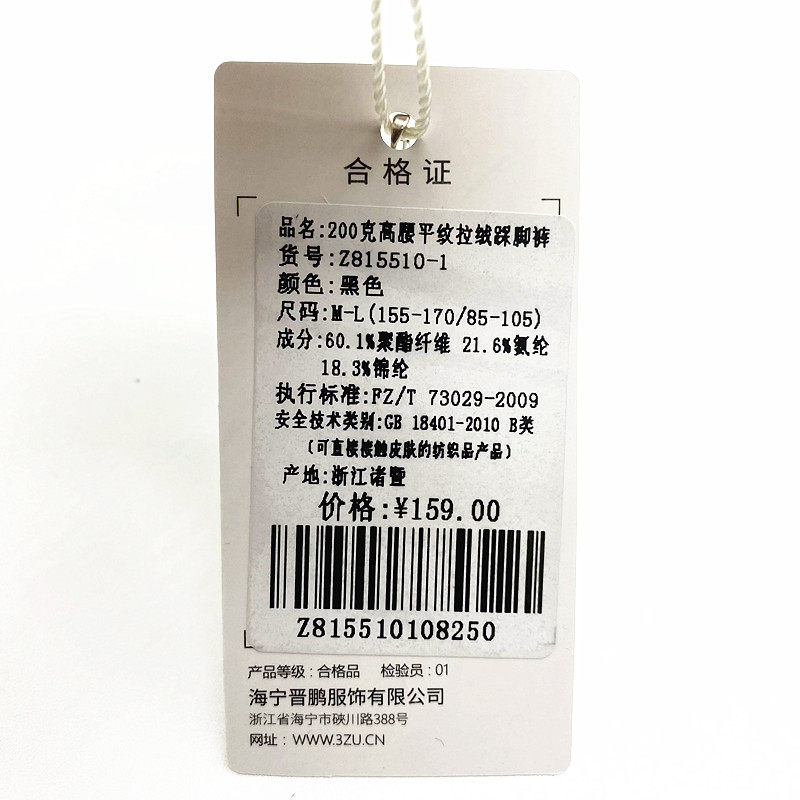 合格证
品名:200克高腰平纹拉绒踩脚裤
货号:Z815510-1
颜色:黑色
尺码:M-L(155-170/85-105)
成分:60.1%聚酯纤维 21.6%氨纶
18.3%锦纶
执行标准:FZ/T 73029-2009
安全技术类别:GB 18401-2010 B类
(可直接接触皮肤的纺织品产品)
产地:浙江诸暨
价格:¥159.00
Z815510108250
产品等级:合格品 检验员:01
海宁晋鹏服饰有限公司
浙江省海宁市硖川路388号
网址:WWW.3ZU.CN